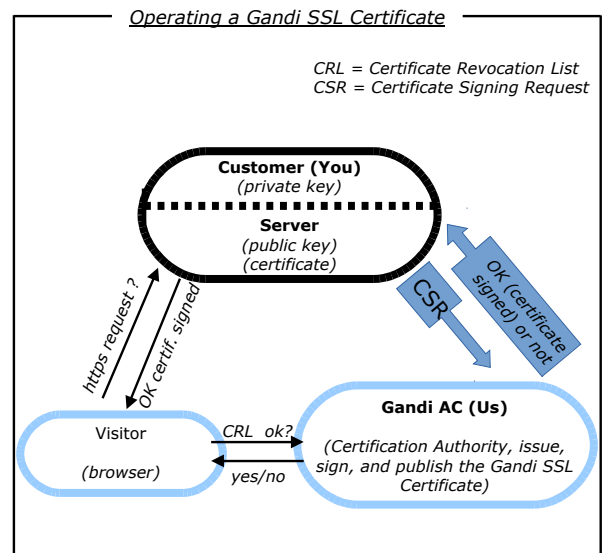 Operating a Gandi SSL Certificate
CRL = Certificate Revocation List
CSR = Certificate Signing Request
Customer (You)
(private key)
Server
(public key)
(certificate)
https request ?
OK certif. signed
CSR
OK (certificate
signed) or not
Visitor
(browser)
CRL ok?
yes/no
Gandi AC (Us)
(Certification Authority, issue,
sign, and publish the Gandi SSL
Certificate)